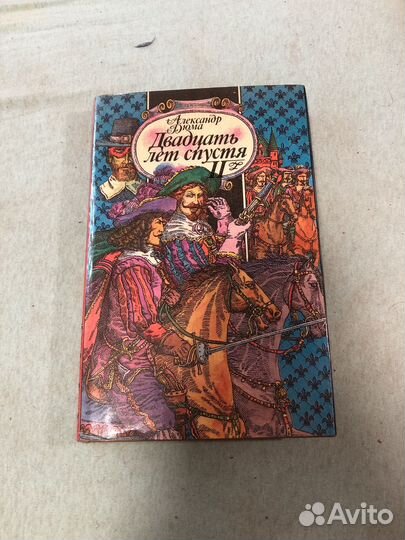 Александр
Дюма
Двадцать
лет спустя
II
Avito